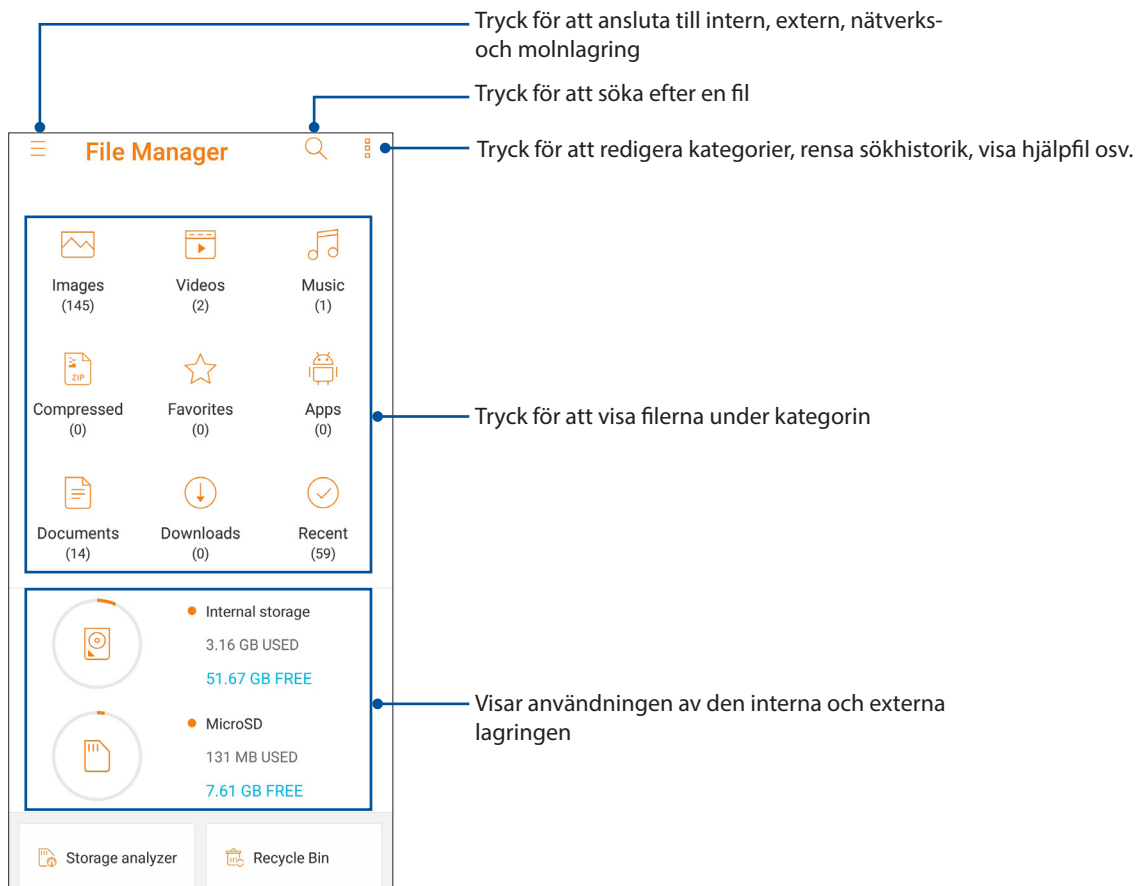 Tryck för att ansluta till intern, extern, nätverks-
och molnlagring
Tryck för att söka efter en fil
File Manager
Tryck för att redigera kategorier, rensa sökhistorik, visa hjälpfil osv.
Images
(145)
Videos
(2)
Music
(1)
ZIP
Compressed
(0)
Favorites
(0)
Apps
(0)
Tryck för att visa filerna under kategorin
Documents
(14)
Downloads
(0)
Recent
(59)
Internal storage
3.16 GB USED
51.67 GB FREE
Visar användningen av den interna och externa
lagringen
MicroSD
131 MB USED
7.61 GB FREE
Storage analyzer
Recycle Bin